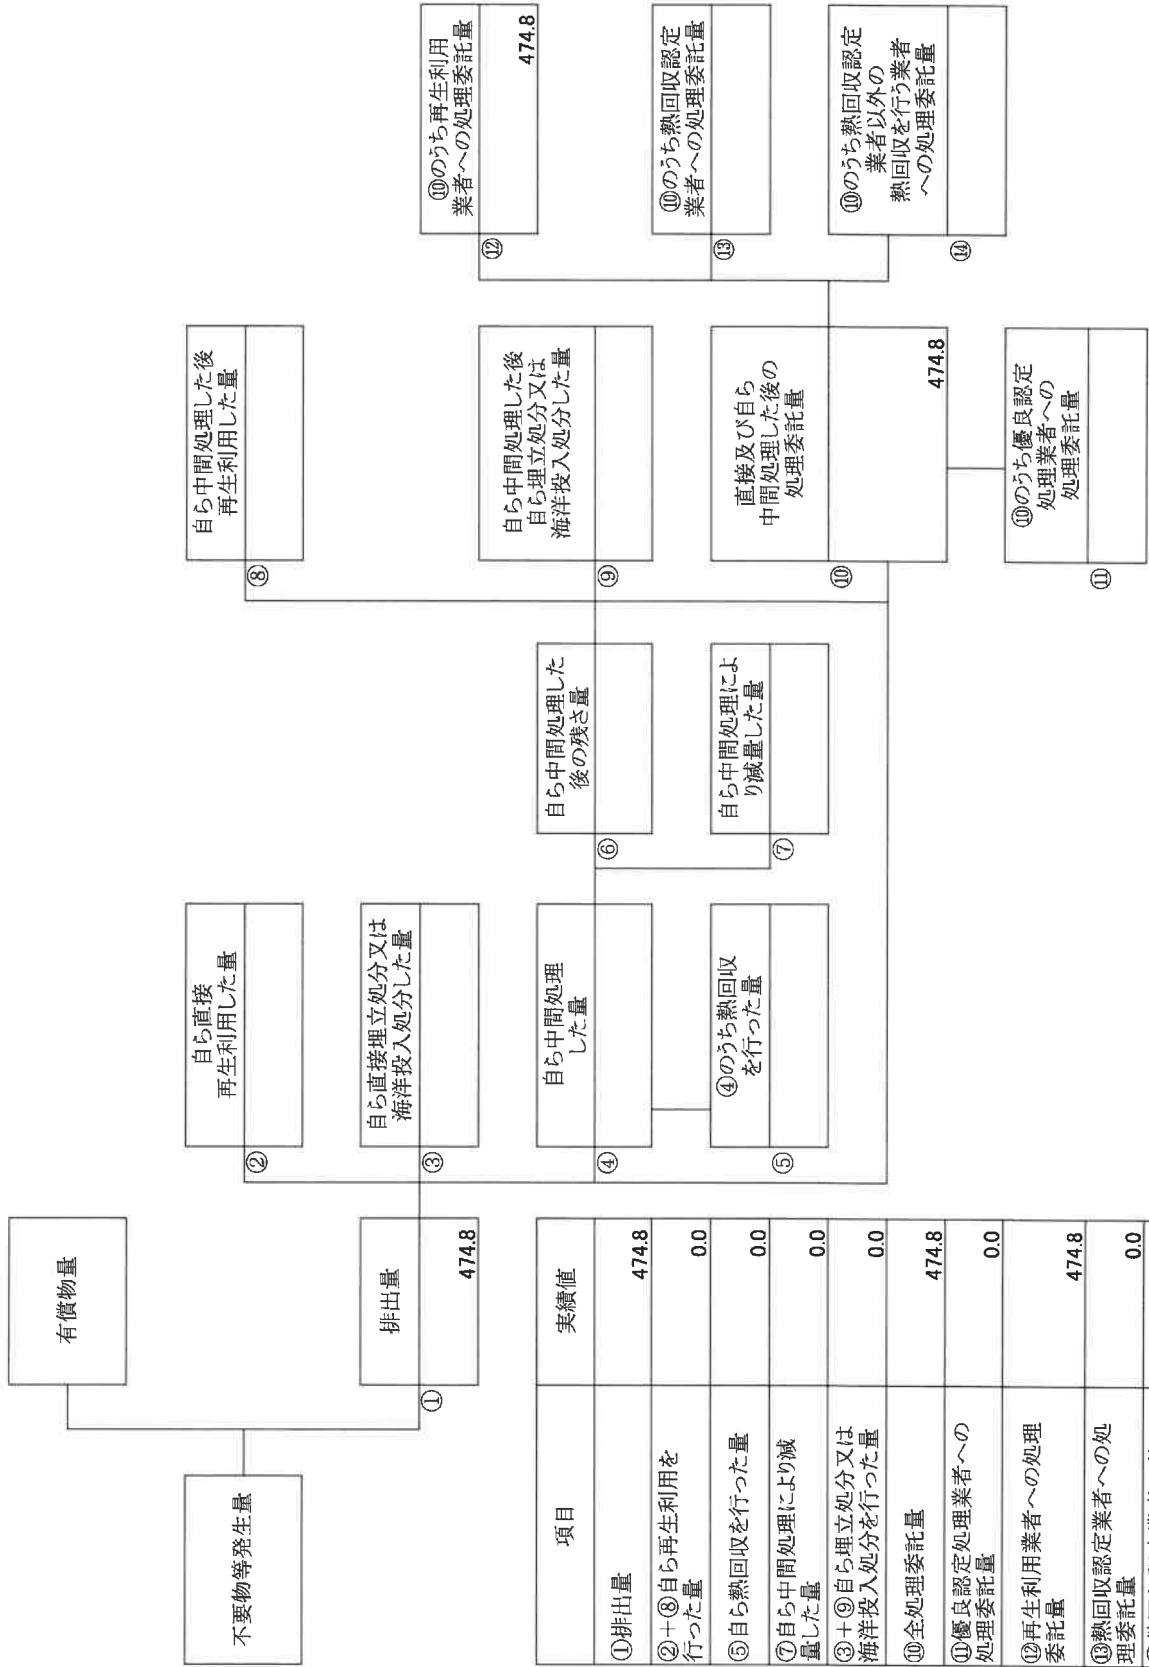 不要物等発生量
有償物量
①
排出量
474.8
②
自ら直接
再生利用した量
③
自ら直接埋立処分又は
海洋投入処分した量
④
自ら中間処理
した量
⑤
④のうち熱回収
を行った量
⑥
自ら中間処理した
後の残さ量
⑦
自ら中間処理によ
り減量した量
⑧
自ら中間処理した後
再生利用した量
⑨
自ら中間処理した後
自ら埋立処分又は
海洋投入処分した量
⑩
直接及び自ら
中間処理した後の
処理委託量
474.8
⑪
⑩のうち優良認定
処理業者への
処理委託量
⑫
⑩のうち再生利用
業者への処理委託量
474.8
⑬
⑩のうち熱回収認定
業者への処理委託量
⑭
⑩のうち熱回収認定
業者以外の
熱回収を行う業者
への処理委託量
項目 実績値
①排出量 474.8
②+⑧自ら再生利用を
行った量 0.0
⑤自ら熱回収を行った量 0.0
⑦自ら中間処理により減
量した量 0.0
③+⑨自ら埋立処分又は
海洋投入処分を行った量 0.0
⑩全処理委託量 474.8
⑪優良認定処理業者への
処理委託量 0.0
⑫再生利用業者への処理
委託量 474.8
⑬熱回収認定業者への処
理委託量 0.0